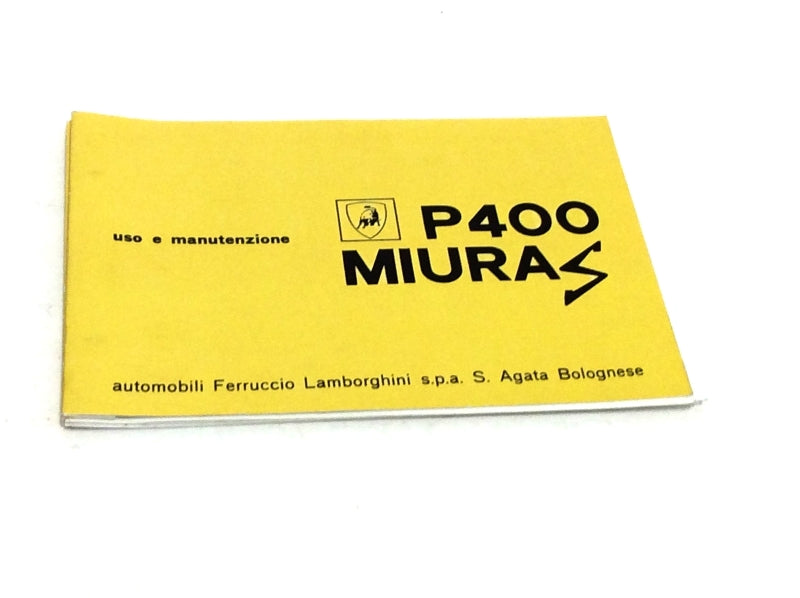 uso e manutenzione
P400
MIURA S
automobili Ferruccio Lamborghini s.p.a. S. Agata Bolognese